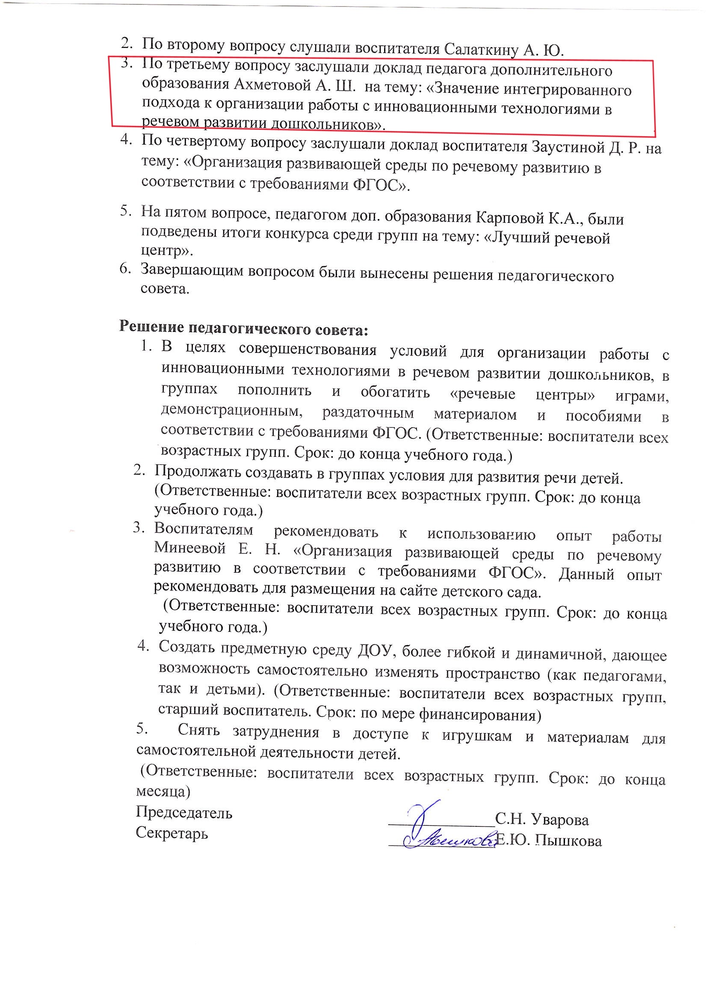 2. По второму вопросу слушали воспитателя Салаткину А. Ю.
3. По третьему вопросу заслушали доклад педагога дополнительного
образования Ахметовой А. Ш. на тему: «Значение интегрированного
подхода к организации работы с инновационными технологиями в
речевом развитии дошкольников».
4. По четвертому вопросу заслушали доклад воспитателя Заустиной Д. Р. на
тему: «Организация развивающей среды по речевому развитию в
соответствии с требованиями ФГОС».
5. На пятом вопросе, педагогом доп. образования Карповой К.А., были
подведены итоги конкурса среди групп на тему: «Лучший речевой
центр».
6. Завершающим вопросом были вынесены решения педагогического
совета.
Решение педагогического совета:
1. В целях совершенствования условий для организации работы с
инновационными технологиями в речевом развитии дошкольников, в
группах пополнить и обогатить «речевые центры» играми,
демонстрационным, раздаточным материалом и пособиями в
соответствии с требованиями ФГОС. (Ответственные: воспитатели всех
возрастных групп. Срок: до конца учебного года.)
2. Продолжать создавать в группах условия для развития речи детей.
(Ответственные: воспитатели всех возрастных групп. Срок: до конца
учебного года.)
3. Воспитателям рекомендовать к использованию опыт работы
Минеевой Е. Н. «Организация развивающей среды по речевому
развитию в соответствии с требованиями ФГОС». Данный опыт
рекомендовать для размещения на сайте детского сада.
(Ответственные: воспитатели всех возрастных групп. Срок: до конца
учебного года.)
4. Создать предметную среду ДОУ, более гибкой и динамичной, дающее
возможность самостоятельно изменять пространство (как педагогами,
так и детьми). (Ответственные: воспитатели всех возрастных групп,
старший воспитатель. Срок: по мере финансирования)
5. Снять затруднения в доступе к игрушкам и материалам для
самостоятельной деятельности детей.
(Ответственные: воспитатели всех возрастных групп. Срок: до конца
месяца)
Председатель С.Н. Уварова
Секретарь Пышкова Е.Ю. Пышкова